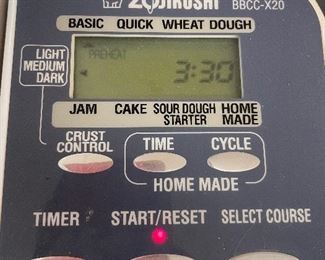 ZOJIRUSHI BBCC-X20
BASIC QUICK WHEAT DOUGH
LIGHT
MEDIUM
DARK
PREHEAT
3:30
JAM CAKE SOUR DOUGH STARTER HOME MADE
CRUST CONTROL
TIME CYCLE
HOME MADE
TIMER START/RESET SELECT COURSE